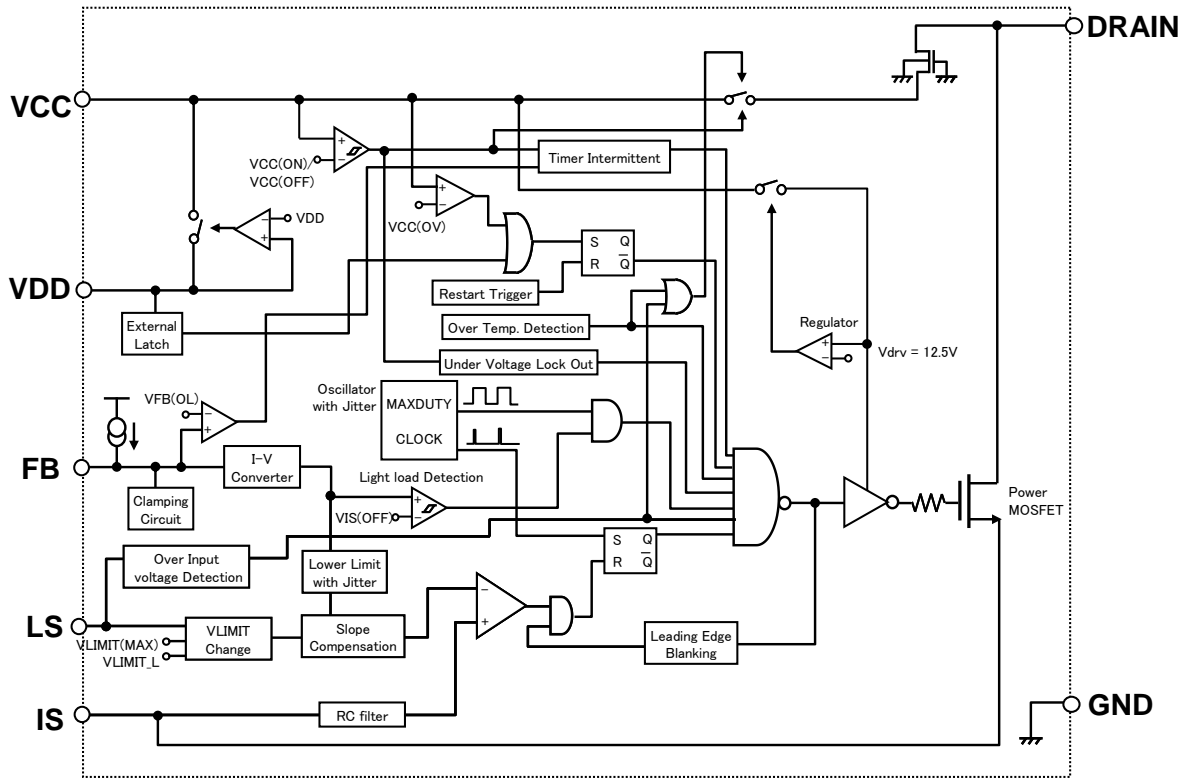 DRAIN
VCC
VCC(ON)/
VCC(OFF)
Timer Intermittent
VCC(OV)
VDD
S Q
R Q̅
VDD
Restart Trigger
External
Latch
Over Temp. Detection
Regulator
Vdrv = 12.5V
Under Voltage Lock Out
Oscillator
with Jitter
MAXDUTY
CLOCK
VFB(OL)
FB
I-V
Converter
Clamping
Circuit
Light load Detection
VIS(OFF)
Power
MOSFET
Over Input
voltage Detection
Lower Limit
with Jitter
S Q
R Q̅
LS
VLIMIT(MAX)
VLIMIT_L
VLIMIT
Change
Slope
Compensation
Leading Edge
Blanking
IS
RC filter
GND